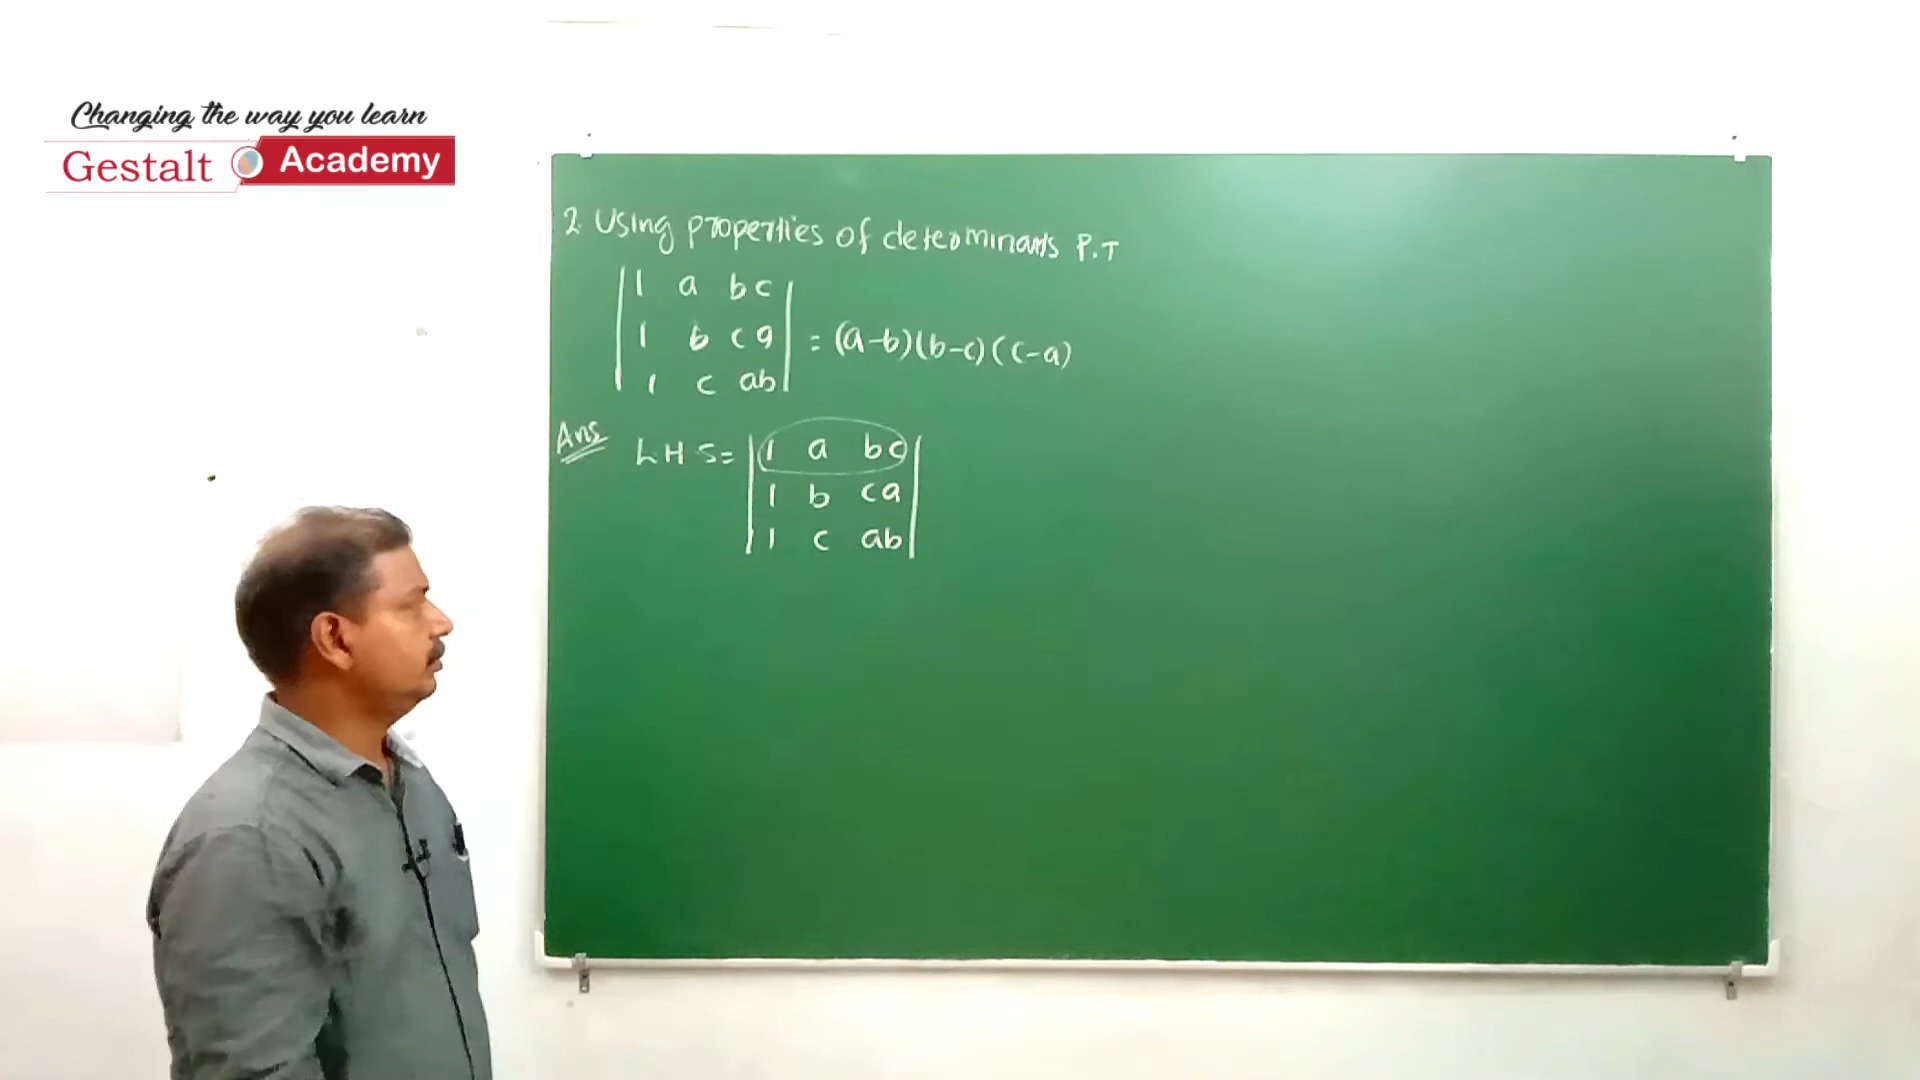 Changing the way you learn
Gestalt Academy
2. Using properties of determinants P.T
| 1 a bc |
| 1 b ca | = (a-b)(b-c)(c-a)
| 1 c ab |
Ans LHS = | 1 a bc |
| 1 b ca |
| 1 c ab |